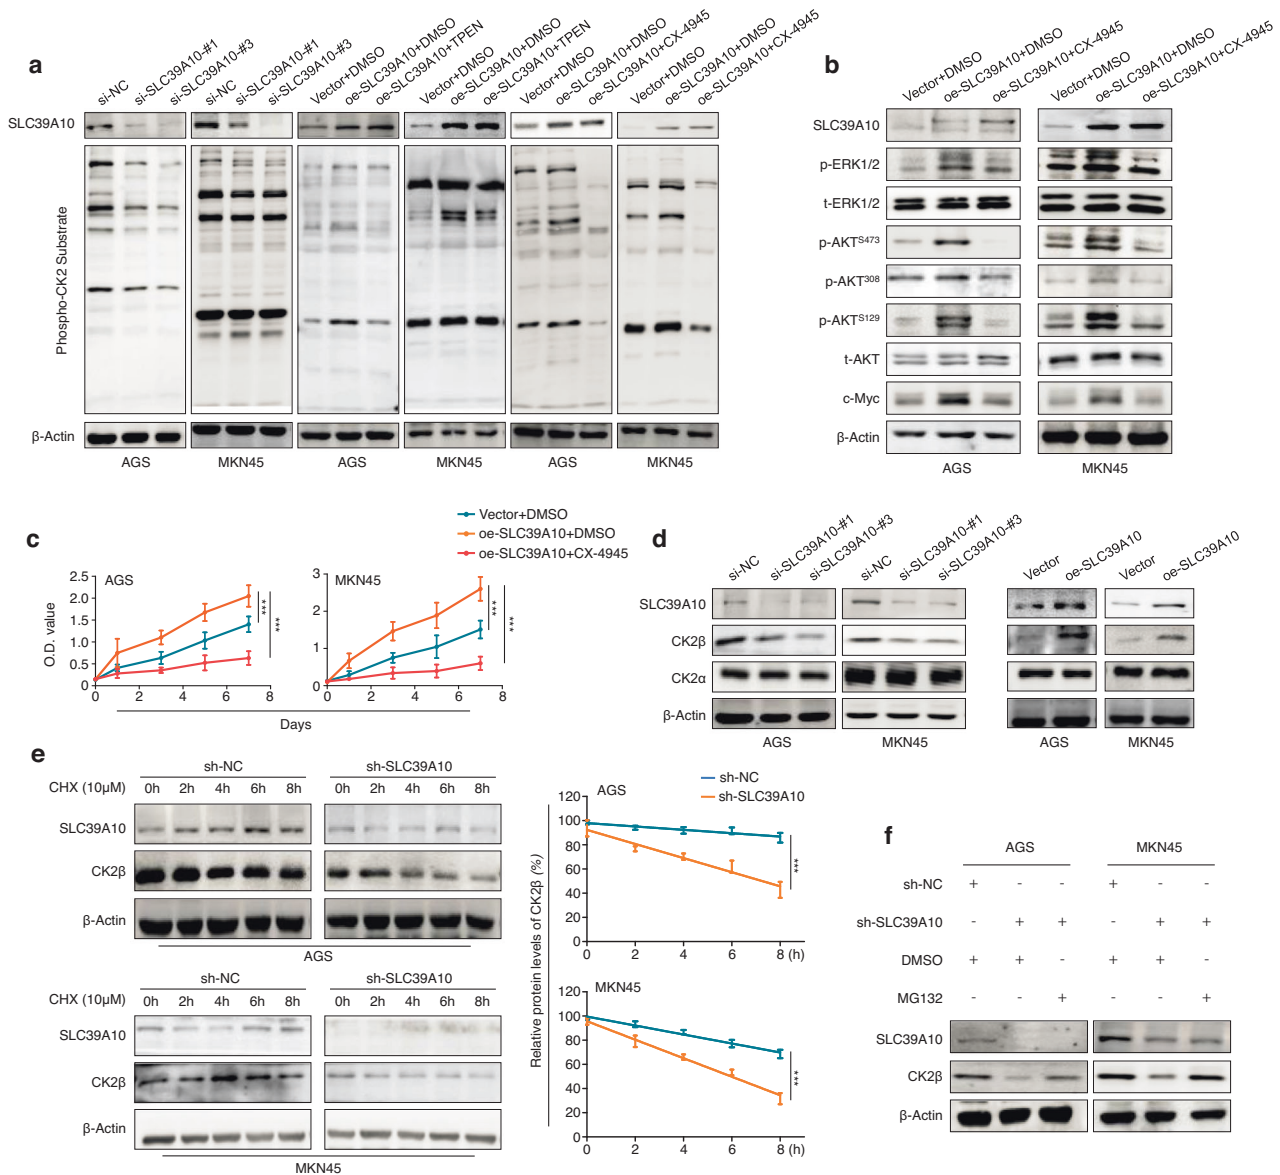 a
si-NC
si-SLC39A10-#1
si-SLC39A10-#3
si-NC
si-SLC39A10-#1
si-SLC39A10-#3
Vector+DMSO
oe-SLC39A10+DMSO
oe-SLC39A10+TPEN
Vector+DMSO
oe-SLC39A10+DMSO
oe-SLC39A10+TPEN
Vector+DMSO
oe-SLC39A10+DMSO
oe-SLC39A10+CX-4945
Vector+DMSO
oe-SLC39A10+DMSO
oe-SLC39A10+CX-4945
SLC39A10
Phospho-CK2 Substrate
β-Actin
AGS MKN45 AGS MKN45 AGS MKN45
b
Vector+DMSO
oe-SLC39A10+DMSO
oe-SLC39A10+CX-4945
Vector+DMSO
oe-SLC39A10+DMSO
oe-SLC39A10+CX-4945
SLC39A10
p-ERK1/2
t-ERK1/2
p-AKTS473
p-AKT308
p-AKTS129
t-AKT
c-Myc
β-Actin
AGS MKN45
c
Vector+DMSO
oe-SLC39A10+DMSO
oe-SLC39A10+CX-4945
O.D. value
AGS
2.5
2.0
1.5
1.0
0.5
0
0 2 4 6 8
***
***
MKN45
3
2
1
0
0 2 4 6 8
***
***
Days
d
si-NC
si-SLC39A10-#1
si-SLC39A10-#3
si-NC
si-SLC39A10-#1
si-SLC39A10-#3
Vector
oe-SLC39A10
Vector
oe-SLC39A10
SLC39A10
CK2β
CK2α
β-Actin
AGS MKN45 AGS MKN45
e
sh-NC sh-SLC39A10
CHX (10μM) 0h 2h 4h 6h 8h 0h 2h 4h 6h 8h
SLC39A10
CK2β
β-Actin
AGS
sh-NC sh-SLC39A10
CHX (10μM) 0h 2h 4h 6h 8h 0h 2h 4h 6h 8h
SLC39A10
CK2β
β-Actin
MKN45
sh-NC
sh-SLC39A10
Relative protein levels of CK2β (%)
AGS
120
100
80
60
40
20
0
0 2 4 6 8 (h)
***
MKN45
120
100
80
60
40
20
0
0 2 4 6 8 (h)
***
f
AGS MKN45
sh-NC + - - + - -
sh-SLC39A10 - + + - + +
DMSO + + - + + -
MG132 - - + - - +
SLC39A10
CK2β
β-Actin